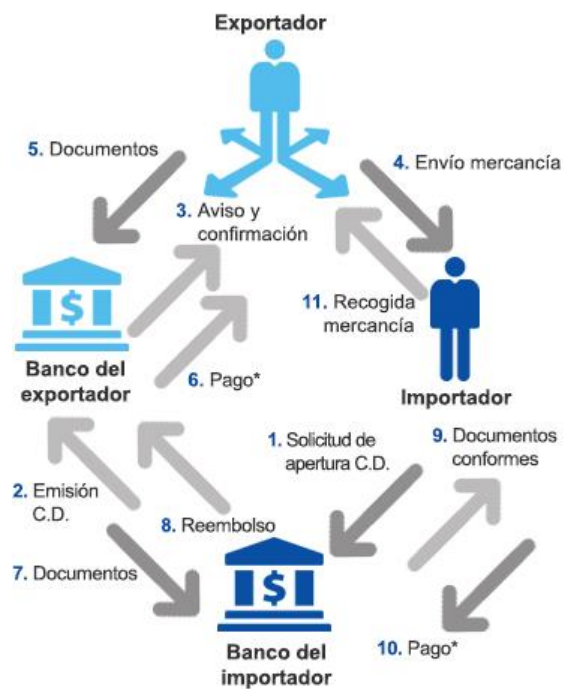 Exportador
5. Documentos
4. Envío mercancía
3. Aviso y
confirmación
11. Recogida
mercancía
$
Banco del
exportador
6. Pago*
Importador
1. Solicitud de
apertura C.D.
9. Documentos
conformes
2. Emisión
C.D.
8. Reembolso
7. Documentos
$
Banco del
importador
10. Pago*